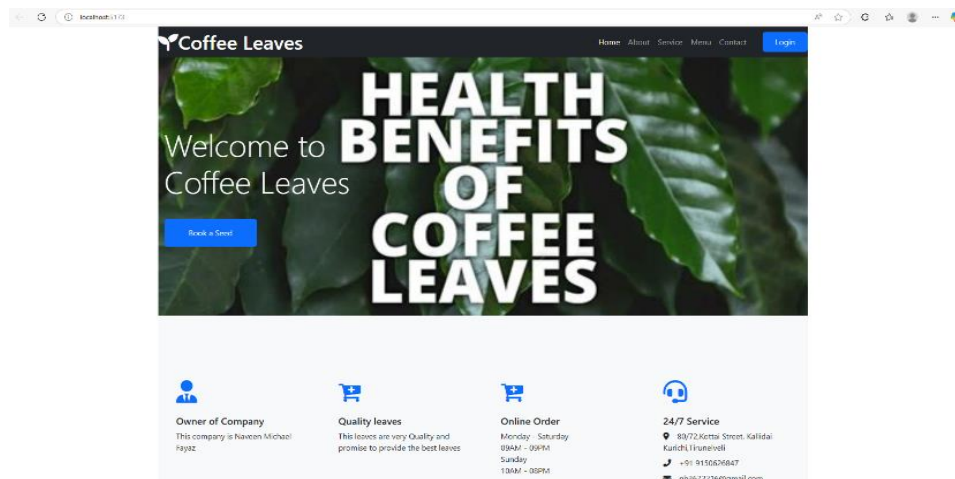 localhost:5173
Coffee Leaves
Home About Service Menu Contact Login
HEALTH
BENEFITS
OF
COFFEE
LEAVES
Welcome to
Coffee Leaves
Book a Seed
Owner of Company
This company is Naveen Michael
Fayaz
Quality leaves
This leaves are very Quality and
promise to provide the best leaves
Online Order
Monday - Saturday
09AM - 09PM
Sunday
10AM - 08PM
24/7 Service
80/72,Kottai Street, Kallidai
Kurichi,Tirunelveli
+91 9150626847